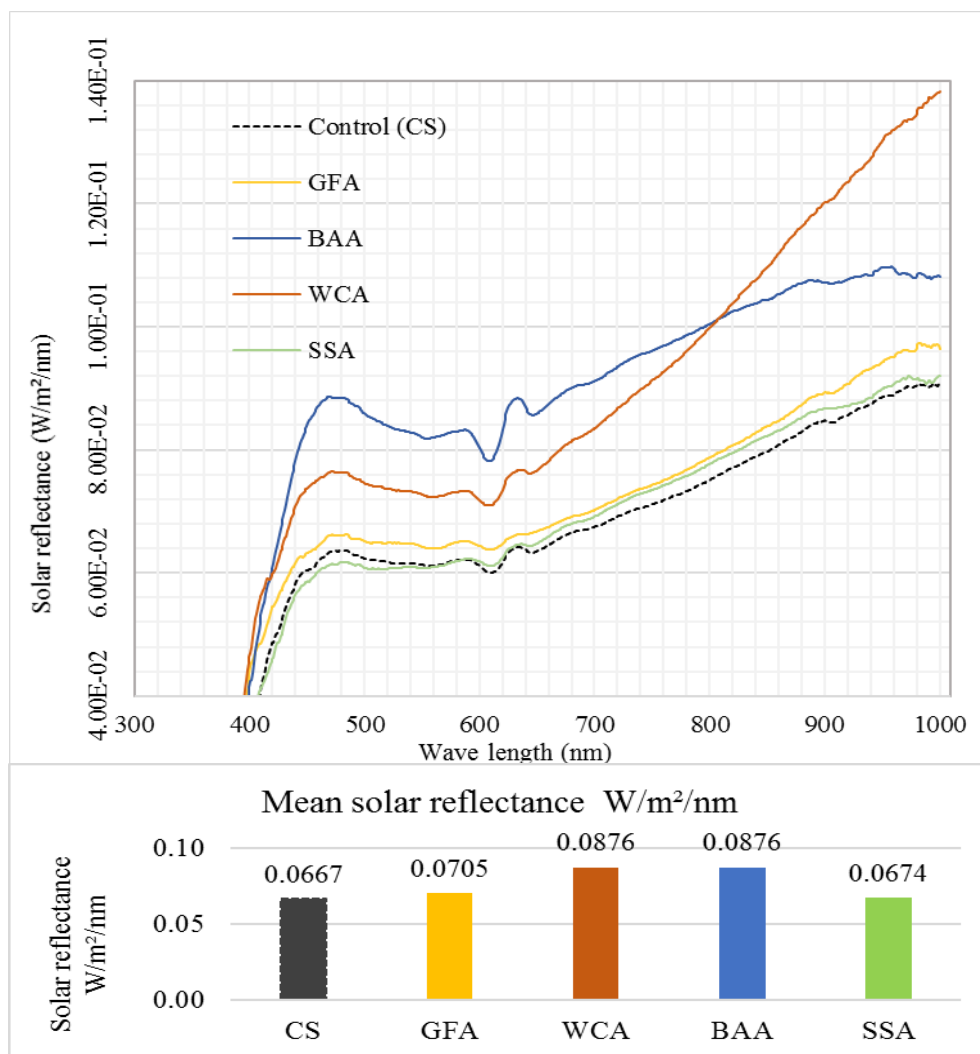 Solar reflectance (W/m²/nm)
1.40E-01
1.20E-01
1.00E-01
8.00E-02
6.00E-02
4.00E-02
Control (CS)
GFA
BAA
WCA
SSA
300 400 500 600 700 800 900 1000
Wave length (nm)
Mean solar reflectance W/m²/nm
Solar reflectance
W/m²/nm
0.10
0.05
0.00
0.0667 0.0705 0.0876 0.0876 0.0674
CS GFA WCA BAA SSA